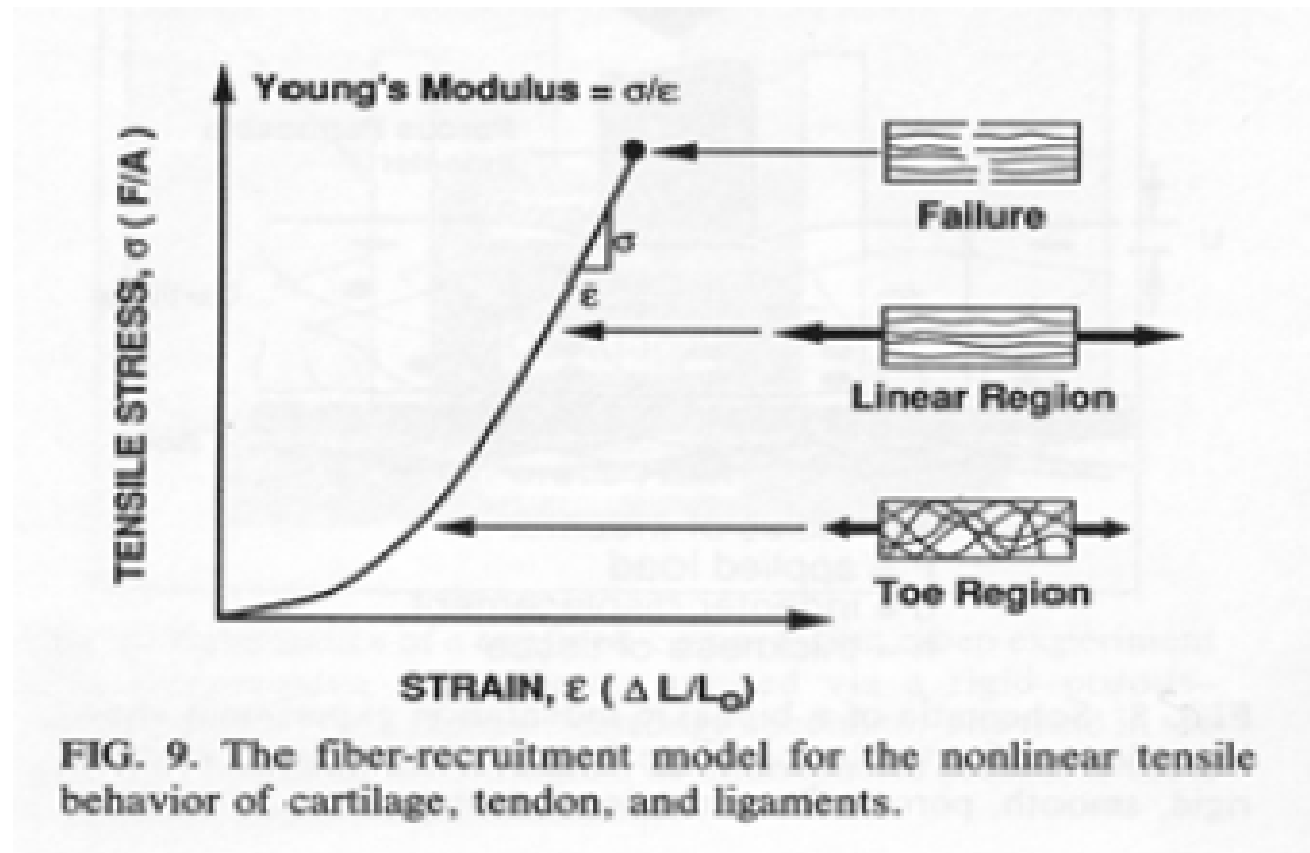 Young's Modulus = σ/ε
TENSILE STRESS, σ ( F/A )
Failure
σ
ε
Linear Region
Toe Region
STRAIN, ε ( Δ L/L₀)
FIG. 9. The fiber-recruitment model for the nonlinear tensile
behavior of cartilage, tendon, and ligaments.